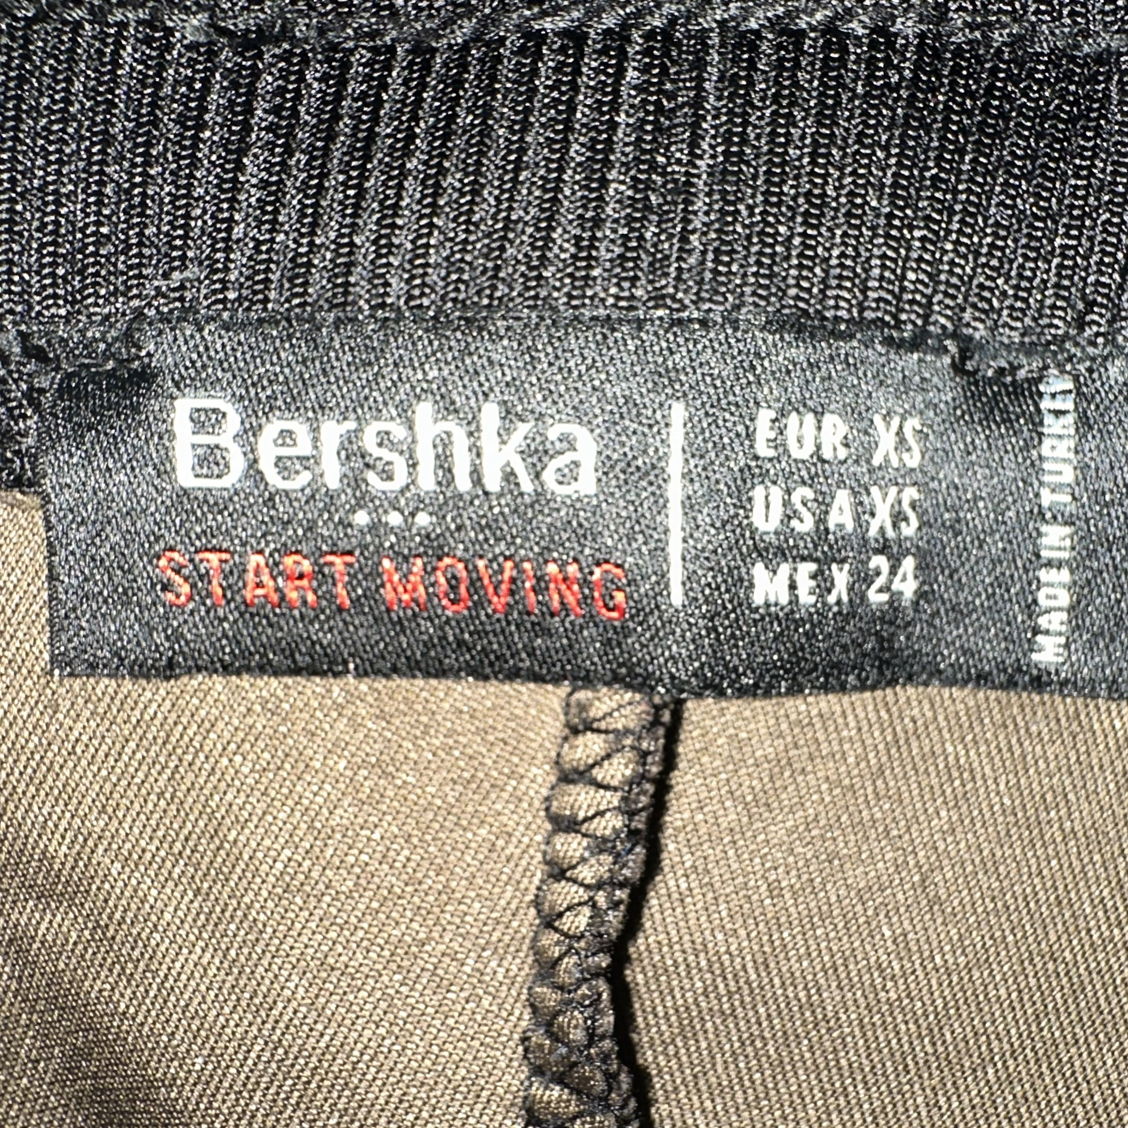 Bershka
START MOVING
EUR XS
USA XS
MEX 24
MADE IN TURKEY